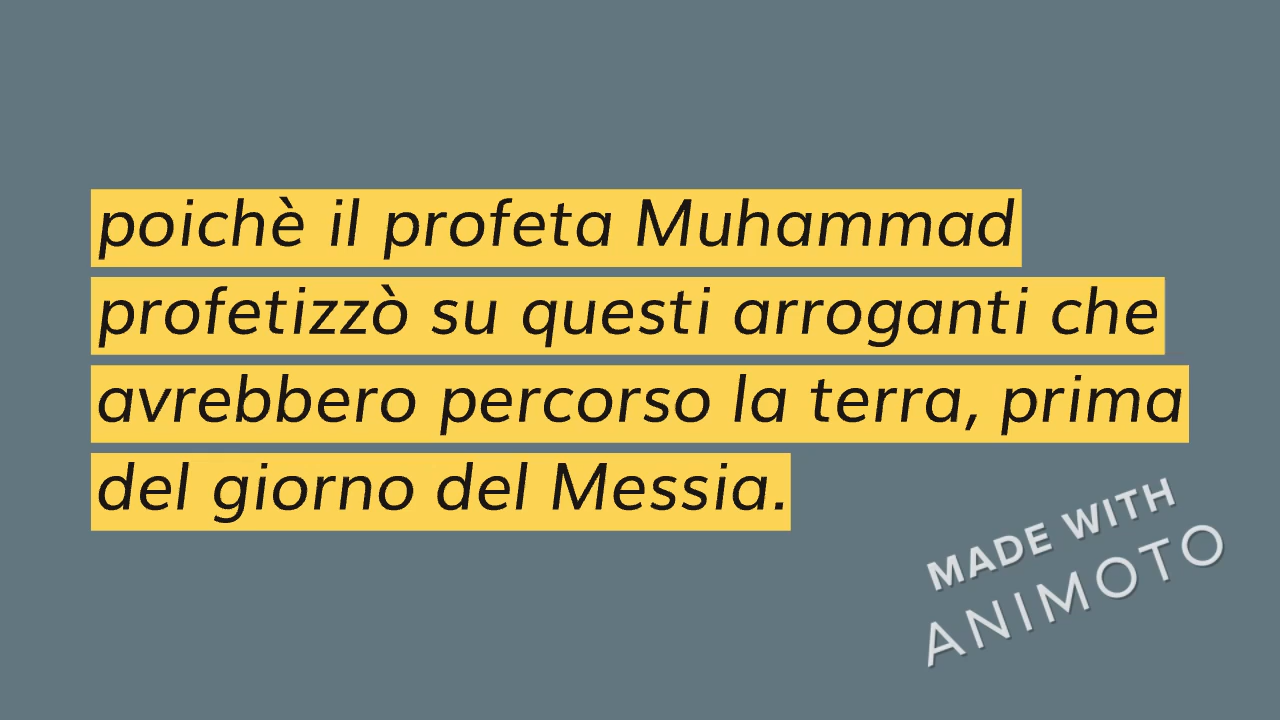 poichè il profeta Muhammad
profetizzò su questi arroganti che
avrebbero percorso la terra, prima
del giorno del Messia.
MADE WITH
ANIMOTO